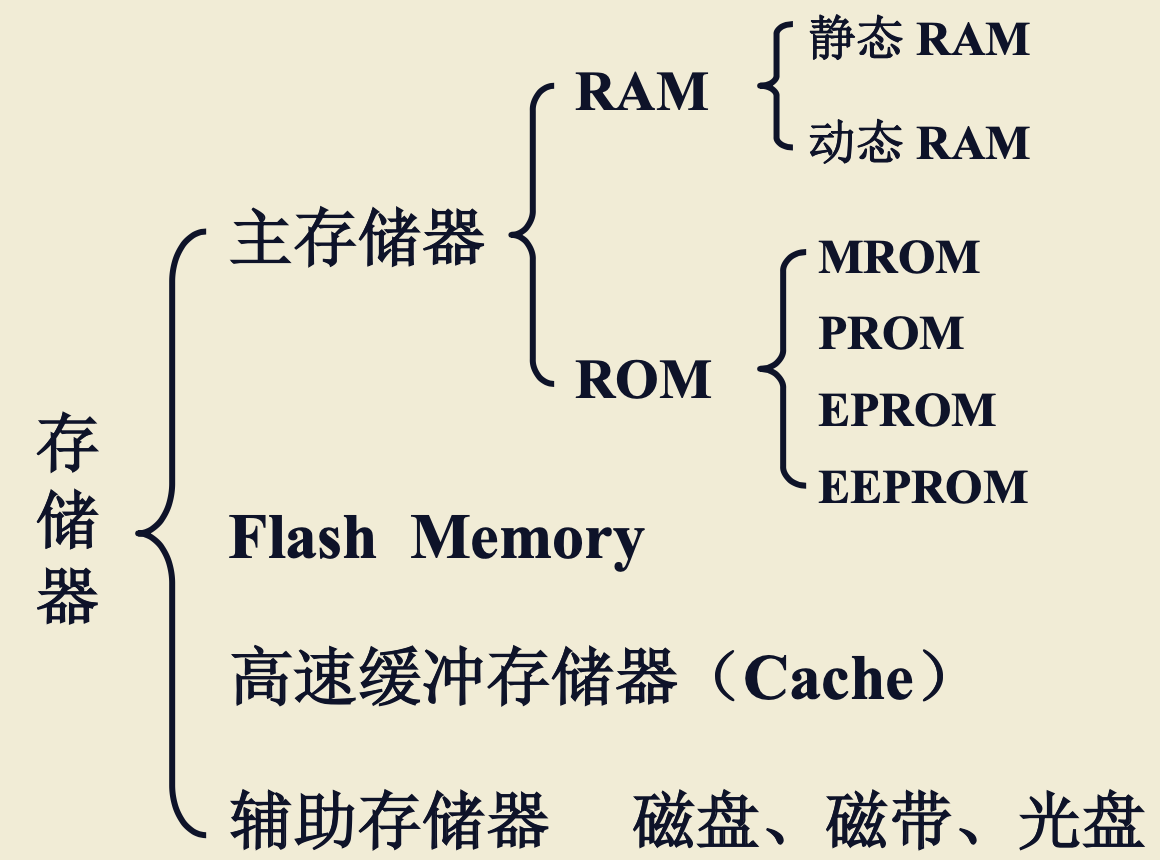 静态 RAM
RAM
动态 RAM
主存储器
MROM
PROM
ROM
EPROM
存储器
EEPROM
Flash Memory
高速缓冲存储器（Cache）
辅助存储器 磁盘、磁带、光盘